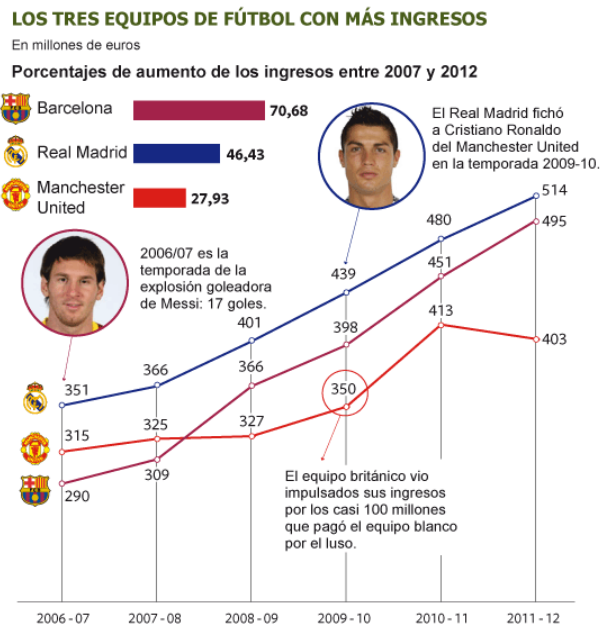 LOS TRES EQUIPOS DE FÚTBOL CON MÁS INGRESOS
En millones de euros
Porcentajes de aumento de los ingresos entre 2007 y 2012
Barcelona
70,68
Real Madrid
46,43
Manchester
United
27,93
El Real Madrid fichó
a Cristiano Ronaldo
del Manchester United
en la temporada 2009-10.
2006/07 es la
temporada de la
explosión goleadora
de Messi: 17 goles.
351
366
401
439
480
514
315
325
327
350
413
403
290
309
366
398
451
495
El equipo británico vio
impulsados sus ingresos
por los casi 100 millones
que pagó el equipo blanco
por el luso.
2006 - 07
2007 - 08
2008 - 09
2009 - 10
2010 - 11
2011 - 12